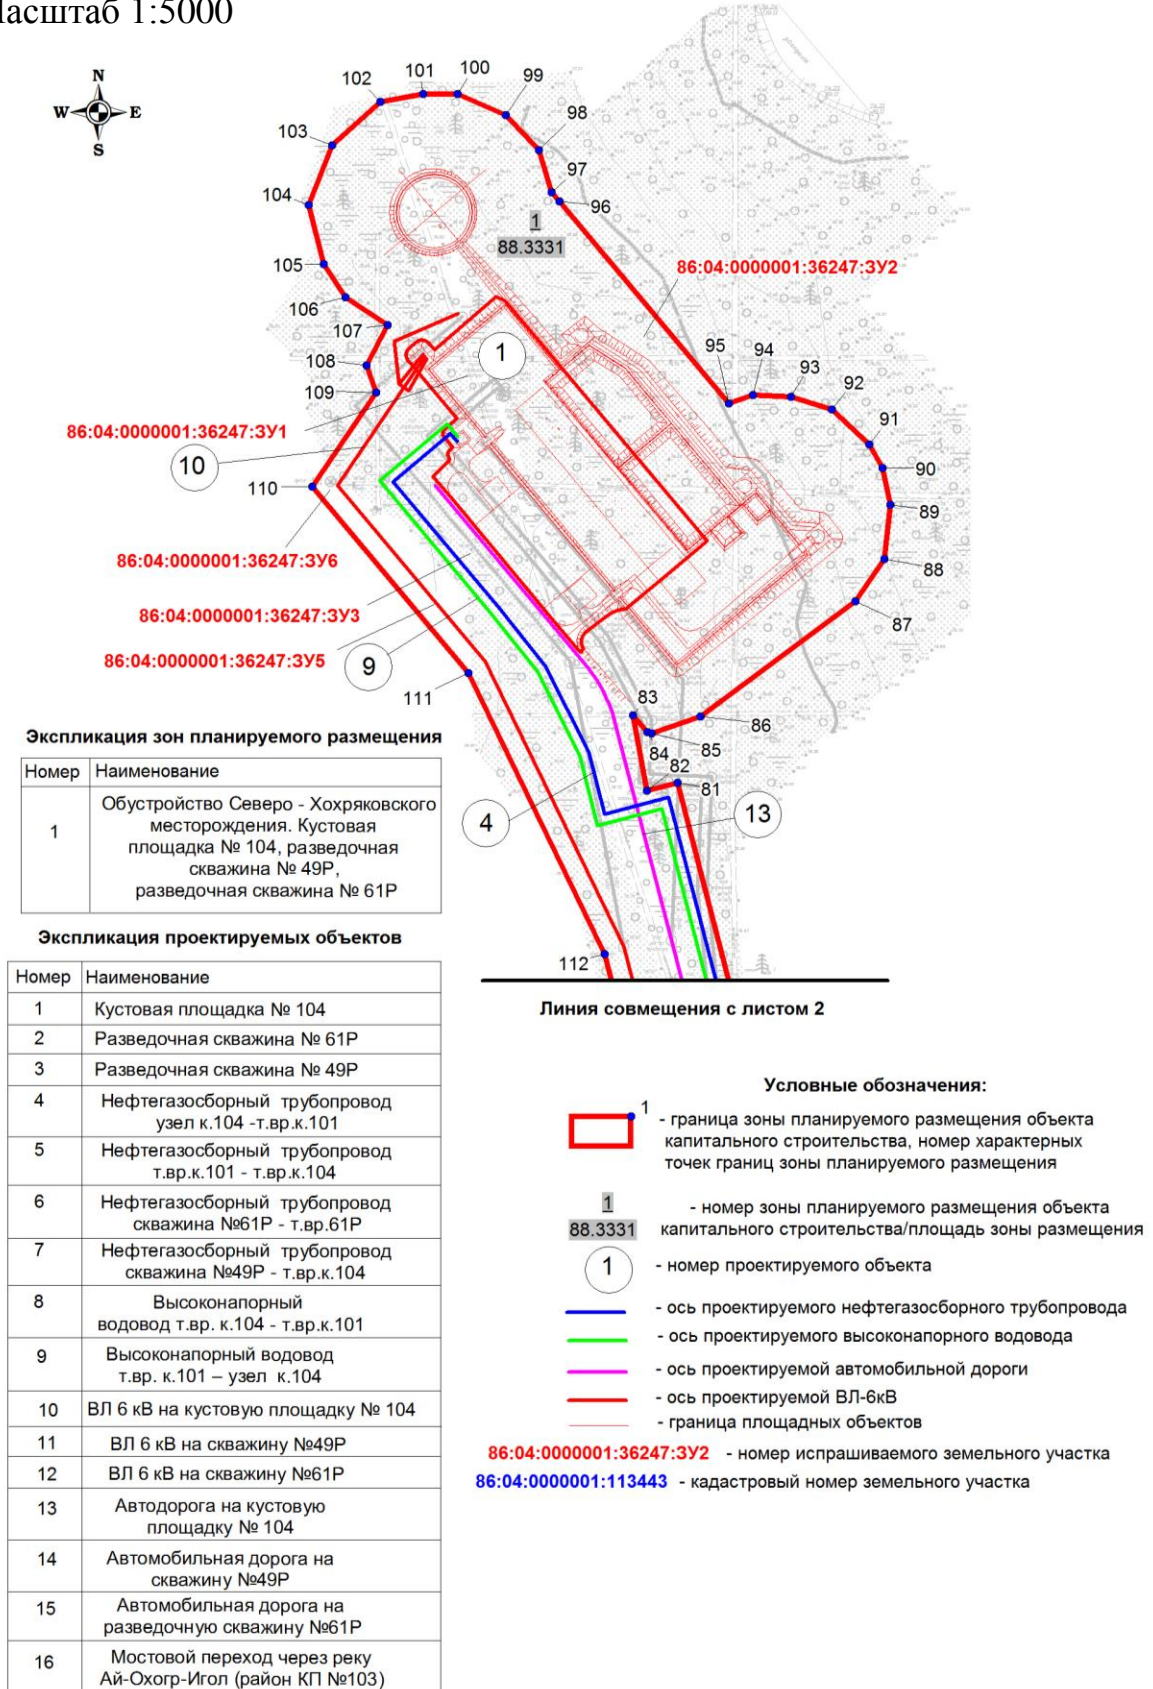 Масштаб 1:5000
N
W E
S
100
101
99
102
98
103
97
96
104
1
88.3331
105
86:04:0000001:36247:ЗУ2
106
107
1
95
94
93
92
108
109
91
86:04:0000001:36247:ЗУ1
10
90
110
89
86:04:0000001:36247:ЗУ6
88
86:04:0000001:36247:ЗУ3
87
86:04:0000001:36247:ЗУ5
9
111
83
86
85
84
82
81
4
13
112
Экспликация зон планируемого размещения
Номер Наименование
1
Обустройство Северо - Хохряковского
месторождения. Кустовая
площадка № 104, разведочная
скважина № 49Р,
разведочная скважина № 61Р
Экспликация проектируемых объектов
Номер Наименование
1 Кустовая площадка № 104
2 Разведочная скважина № 61Р
3 Разведочная скважина № 49Р
4 Нефтегазосборный трубопровод
узел к.104 -т.вр.к.101
5 Нефтегазосборный трубопровод
т.вр.к.101 - т.вр.к.104
6 Нефтегазосборный трубопровод
скважина №61Р - т.вр.61Р
7 Нефтегазосборный трубопровод
скважина №49Р - т.вр.к.104
8 Высоконапорный
водовод т.вр. к.104 - т.вр.к.101
9 Высоконапорный водовод
т.вр. к.101 – узел к.104
10 ВЛ 6 кВ на кустовую площадку № 104
11 ВЛ 6 кВ на скважину №49Р
12 ВЛ 6 кВ на скважину №61Р
13 Автодорога на кустовую
площадку № 104
14 Автомобильная дорога на
скважину №49Р
15 Автомобильная дорога на
разведочную скважину №61Р
16 Мостовой переход через реку
Ай-Охогр-Игол (район КП №103)
Линия совмещения с листом 2
Условные обозначения:
1 - граница зоны планируемого размещения объекта
капитального строительства, номер характерных
точек границ зоны планируемого размещения
1 - номер зоны планируемого размещения объекта
88.3331 капитального строительства/площадь зоны размещения
1 - номер проектируемого объекта
- ось проектируемого нефтегазосборного трубопровода
- ось проектируемого высоконапорного водовода
- ось проектируемой автомобильной дороги
- ось проектируемой ВЛ-6кВ
- граница площадных объектов
86:04:0000001:36247:ЗУ2 - номер испрашиваемого земельного участка
86:04:0000001:113443 - кадастровый номер земельного участка